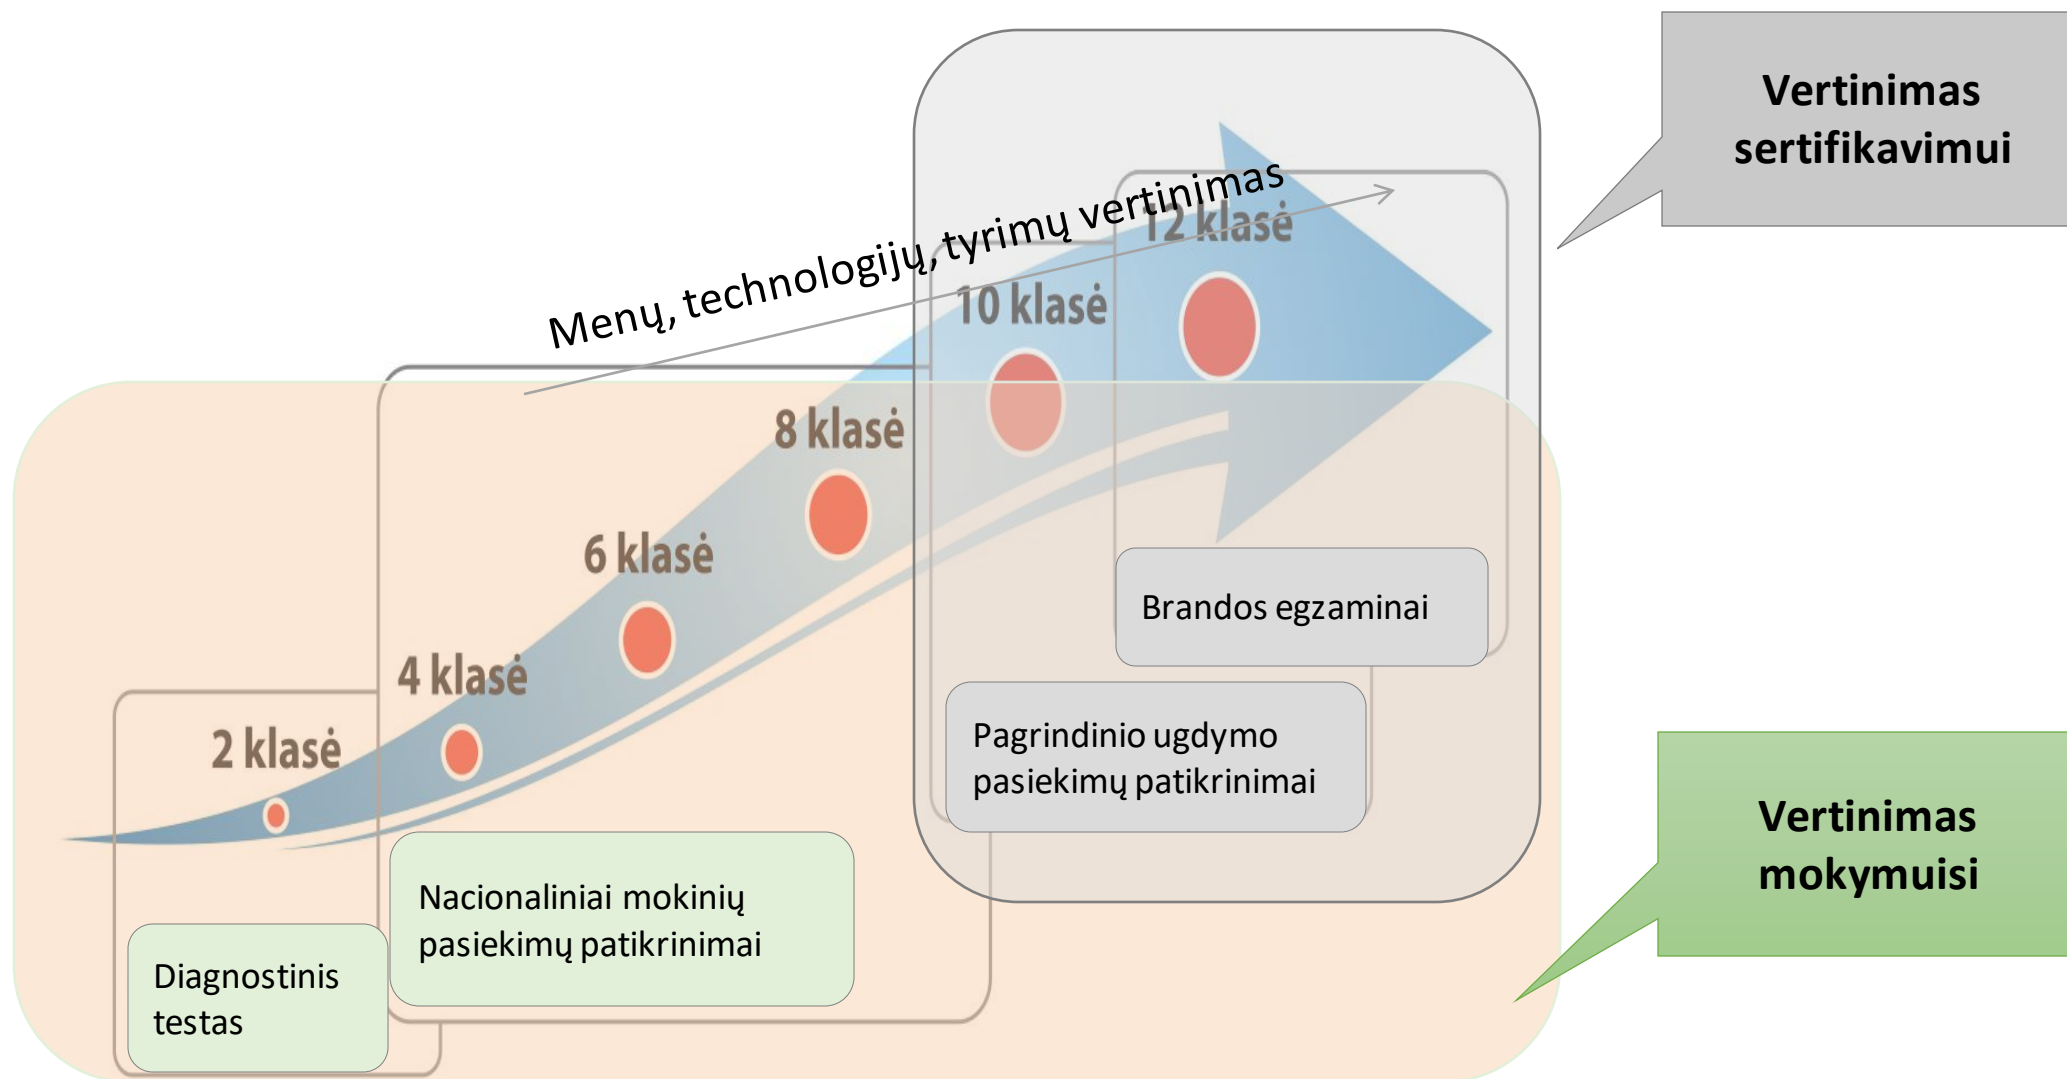 Vertinimas
sertifikavimui
Menų, technologijų, tyrimų vertinimas
12 klasė
10 klasė
8 klasė
6 klasė
4 klasė
2 klasė
Brandos egzaminai
Pagrindinio ugdymo
pasiekimų patikrinimai
Nacionaliniai mokinių
pasiekimų patikrinimai
Diagnostinis
testas
Vertinimas
mokymuisi